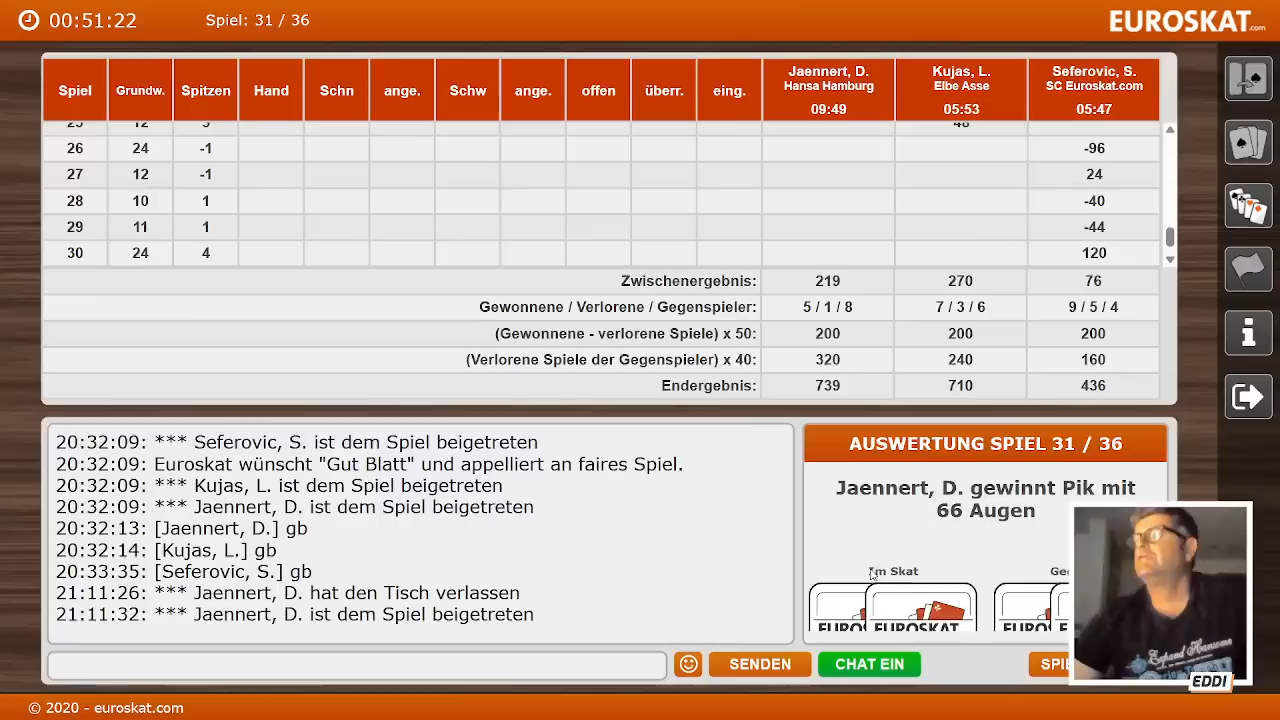 00:51:22 Spiel: 31 / 36 EUROSKAT.com
Spiel Grundw. Spitzen Hand Schn ange. Schw ange. offen überr. eing. Jaennert, D. Hansa Hamburg 09:49 Kujas, L. Elbe Asse 05:53 Seferovic, S. SC Euroskat.com 05:47
26 24 -1 -96
27 12 -1 24
28 10 1 -40
29 11 1 -44
30 24 4 120
Zwischenergebnis: 219 270 76
Gewonnene / Verlorene / Gegenspieler: 5 / 1 / 8 7 / 3 / 6 9 / 5 / 4
(Gewonnene - verlorene Spiele) x 50: 200 200 200
(Verlorene Spiele der Gegenspieler) x 40: 320 240 160
Endergebnis: 739 710 436
20:32:09: *** Seferovic, S. ist dem Spiel beigetreten
20:32:09: Euroskat wünscht "Gut Blatt" und appelliert an faires Spiel.
20:32:09: *** Kujas, L. ist dem Spiel beigetreten
20:32:09: *** Jaennert, D. ist dem Spiel beigetreten
20:32:13: [Jaennert, D.] gb
20:32:14: [Kujas, L.] gb
20:33:35: [Seferovic, S.] gb
21:11:26: *** Jaennert, D. hat den Tisch verlassen
21:11:32: *** Jaennert, D. ist dem Spiel beigetreten
AUSWERTUNG SPIEL 31 / 36
Jaennert, D. gewinnt Pik mit
66 Augen
Im Skat
EUROSKAT
SENDEN CHAT EIN
EDDI
© 2020 - euroskat.com